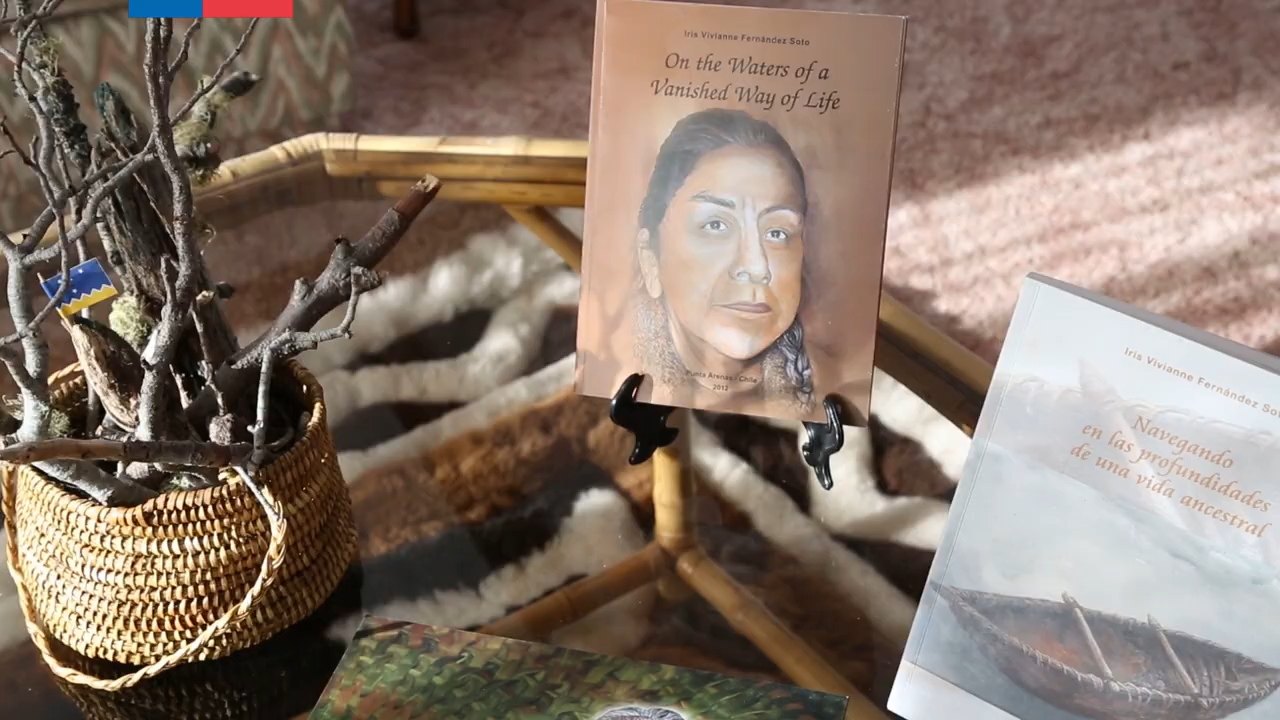 Iris Vivianne Fernández Soto
On the Waters of a
Vanished Way of Life
Punta Arenas - Chile
2012
Iris Vivianne Fernández So
Navegando
en las profundidades
de una vida ancestral